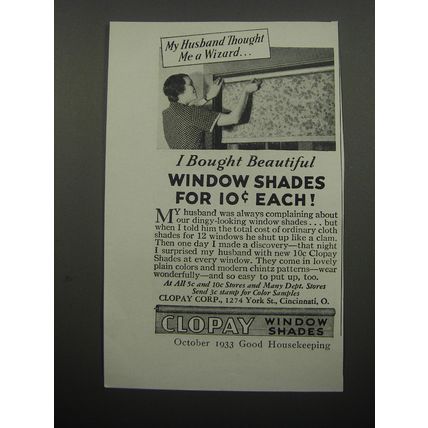 My Husband Thought
Me a Wizard...
I Bought Beautiful
WINDOW SHADES
FOR 10¢ EACH!
MY husband was always complaining about
our dingy-looking window shades ... but
when I told him the total cost of ordinary cloth
shades for 12 windows he shut up like a clam.
Then one day I made a discovery—that night
I surprised my husband with new 10c Clopay
Shades at every window. They come in lovely
plain colors and modern chintz patterns—wear
wonderfully—and so easy to put up, too.
At All 5c and 10c Stores and Many Dept. Stores
Send 3c stamp for Color Samples
CLOPAY CORP., 1274 York St., Cincinnati, O.
CLOPAY WINDOW
SHADES
October 1933 Good Housekeeping